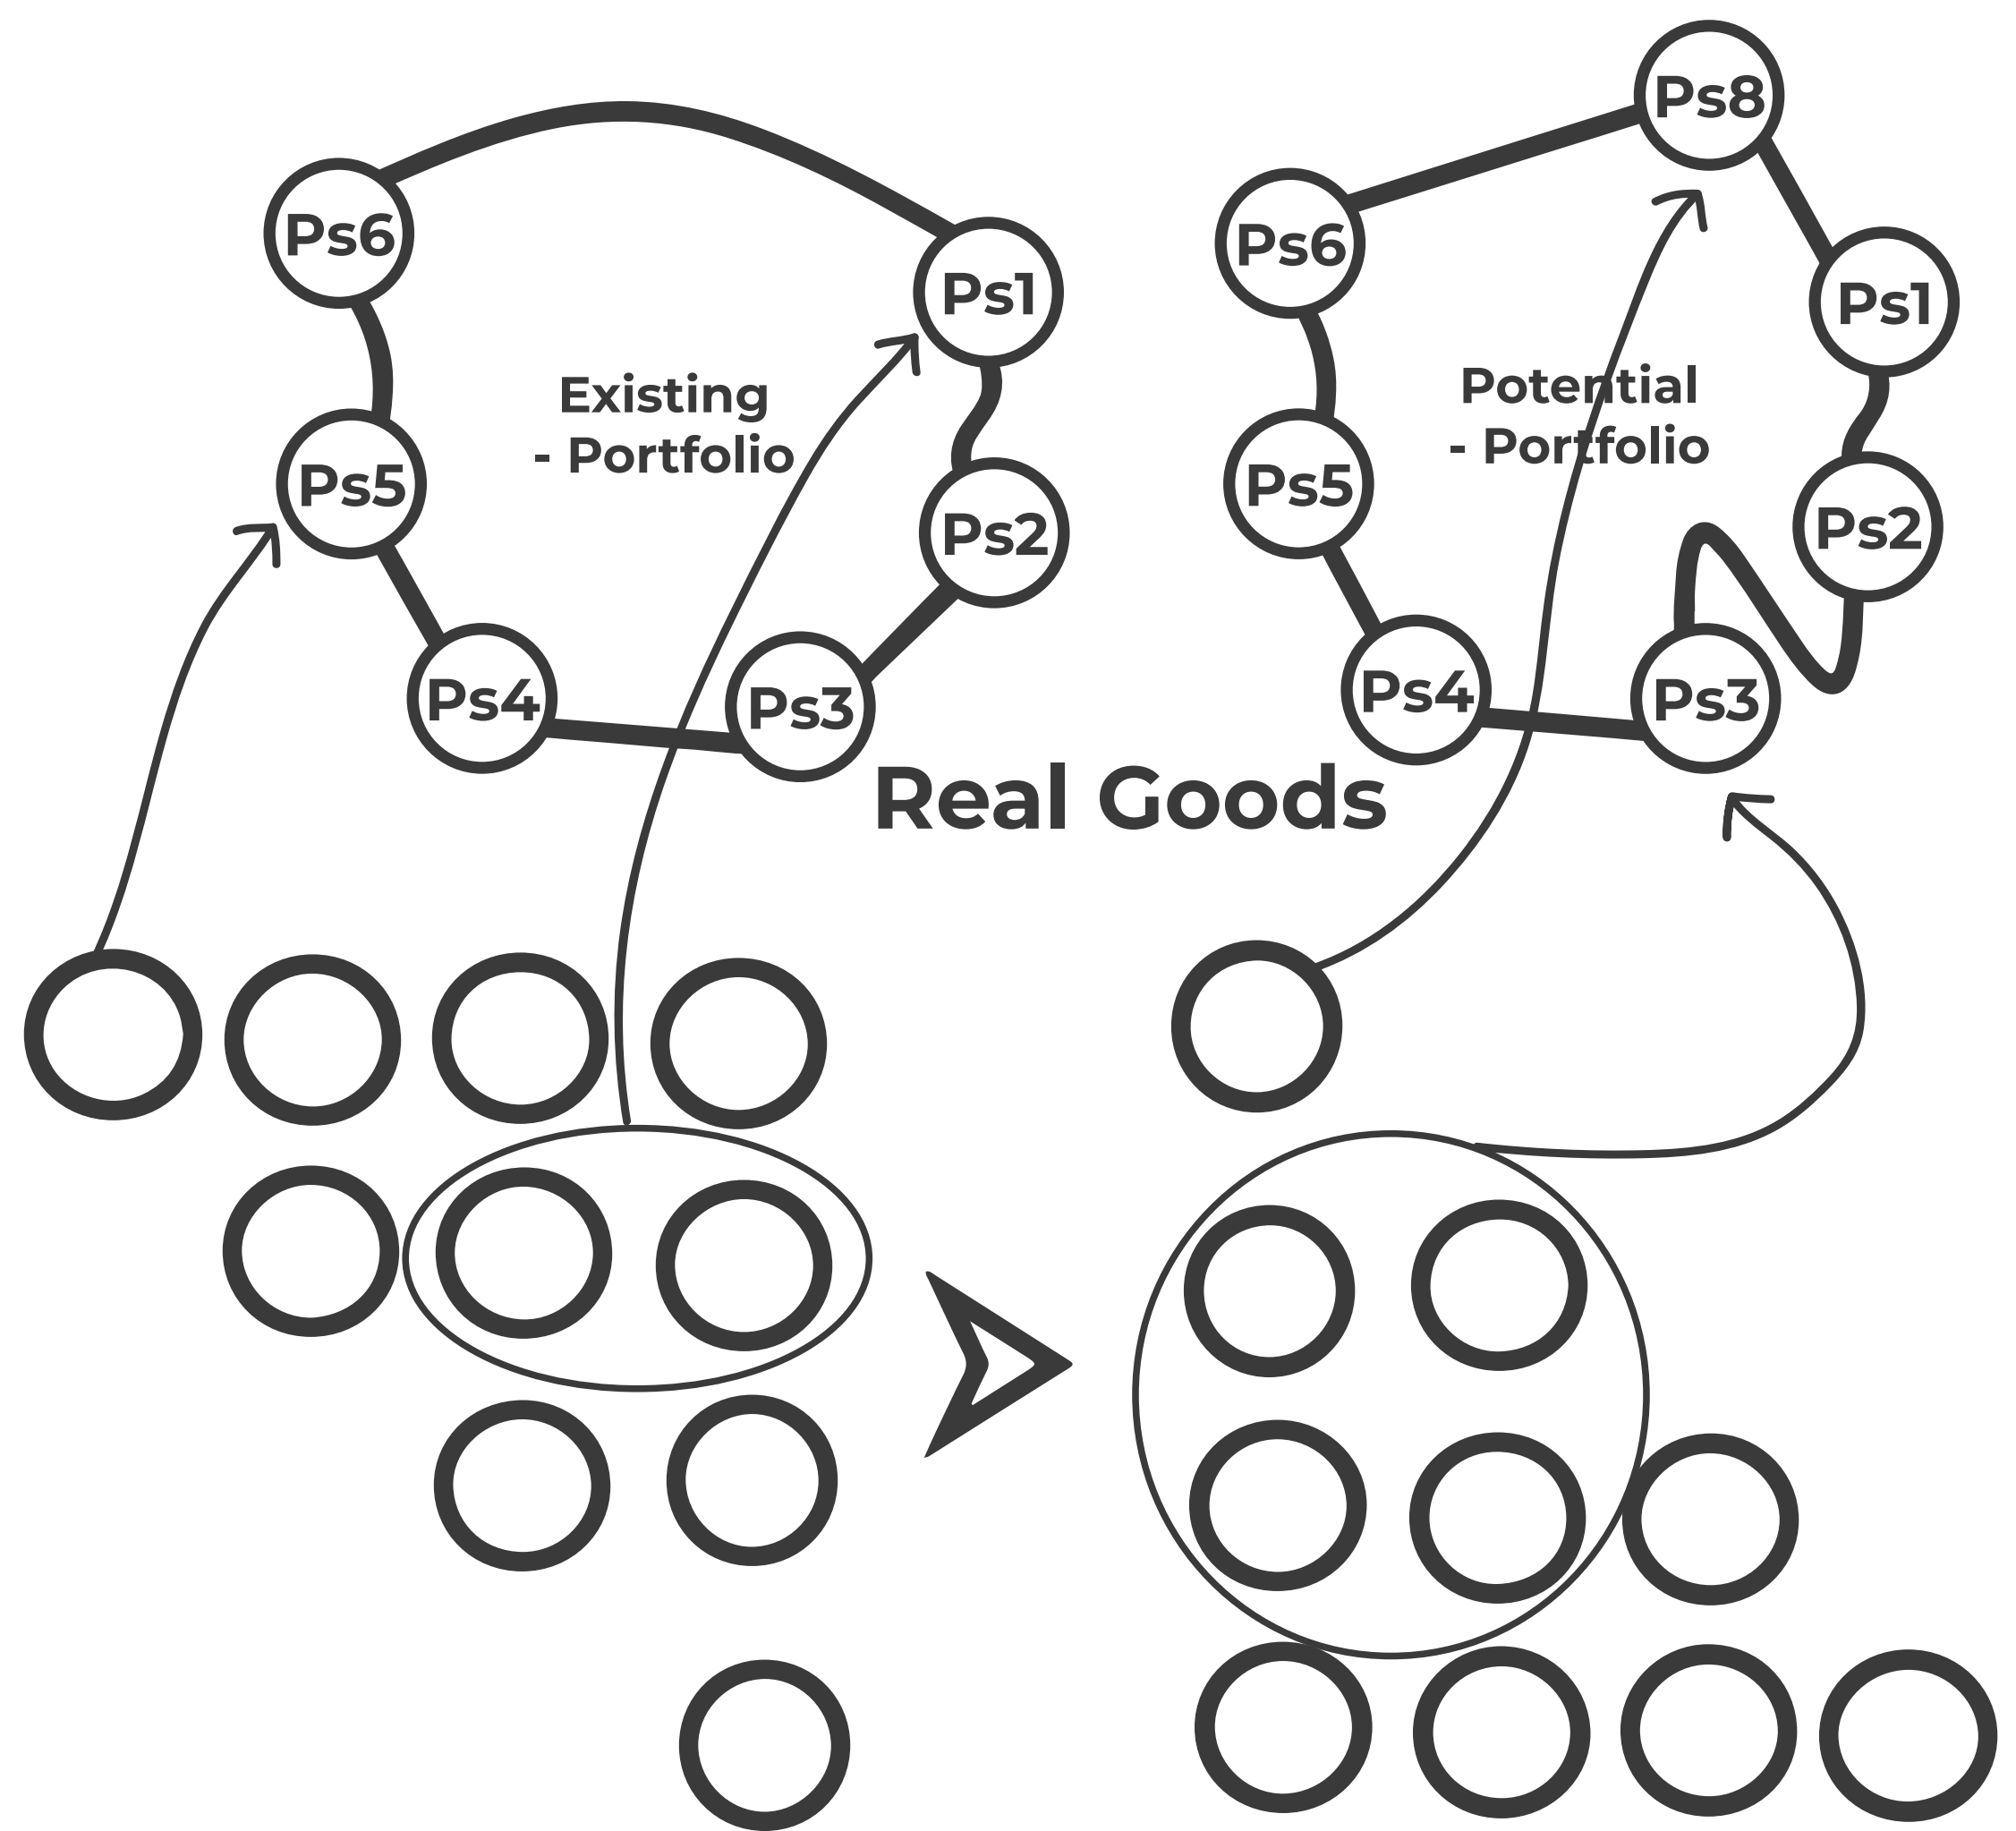 Ps8
Ps6
Ps6
Ps1
Ps1
Existing
- Portfolio
Potential
- Portfolio
Ps5
Ps5
Ps2
Ps2
Ps4
Ps3
Ps4
Ps3
Real Goods